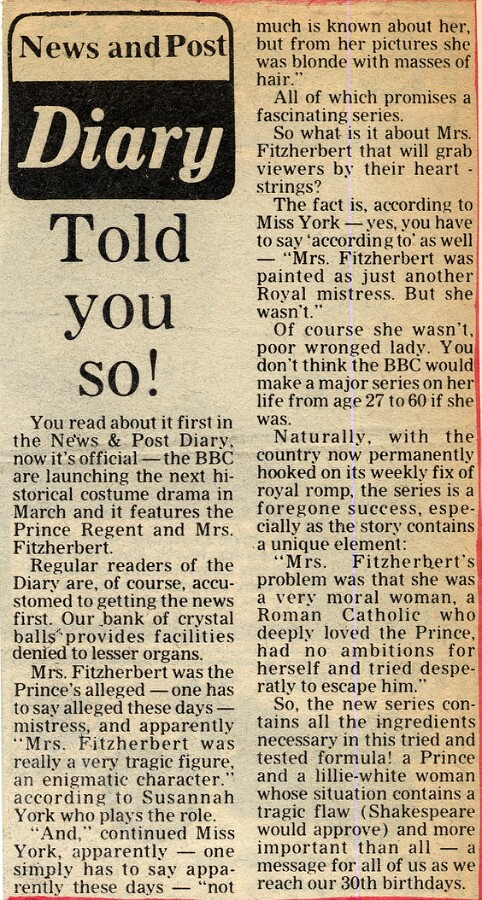 News and Post
Diary
Told
you
so!
You read about it first in
the News & Post Diary,
now it's official — the BBC
are launching the next hi-
storical costume drama in
March and it features the
Prince Regent and Mrs.
Fitzherbert.
Regular readers of the
Diary are, of course, accu-
stomed to getting the news
first. Our bank of crystal
balls provides facilities
denied to lesser organs.
Mrs. Fitzherbert was the
Prince's alleged — one has
to say alleged these days —
mistress, and apparently
"Mrs. Fitzherbert was
really a very tragic figure,
an enigmatic character."
according to Susannah
York who plays the role.
"And," continued Miss
York, apparently — one
simply has to say appa-
rently these days — "not
much is known about her,
but from her pictures she
was blonde with masses of
hair."
All of which promises a
fascinating series.
So what is it about Mrs.
Fitzherbert that will grab
viewers by their heart -
strings?
The fact is, according to
Miss York — yes, you have
to say 'according to' as well
— "Mrs. Fitzherbert was
painted as just another
Royal mistress. But she
wasn't."
Of course she wasn't,
poor wronged lady. You
don't think the BBC would
make a major series on her
life from age 27 to 60 if she
was.
Naturally, with the
country now permanently
hooked on its weekly fix of
royal romp, the series is a
foregone success, espe-
cially as the story contains
a unique element:
"Mrs. Fitzherbert's
problem was that she was
a very moral woman, a
Roman Catholic who
deeply loved the Prince,
had no ambitions for
herself and tried despe-
ratly to escape him."
So, the new series con-
tains all the ingredients
necessary in this tried and
tested formula! a Prince
and a lillie-white woman
whose situation contains a
tragic flaw (Shakespeare
would approve) and more
important than all — a
message for all of us as we
reach our 30th birthdays.